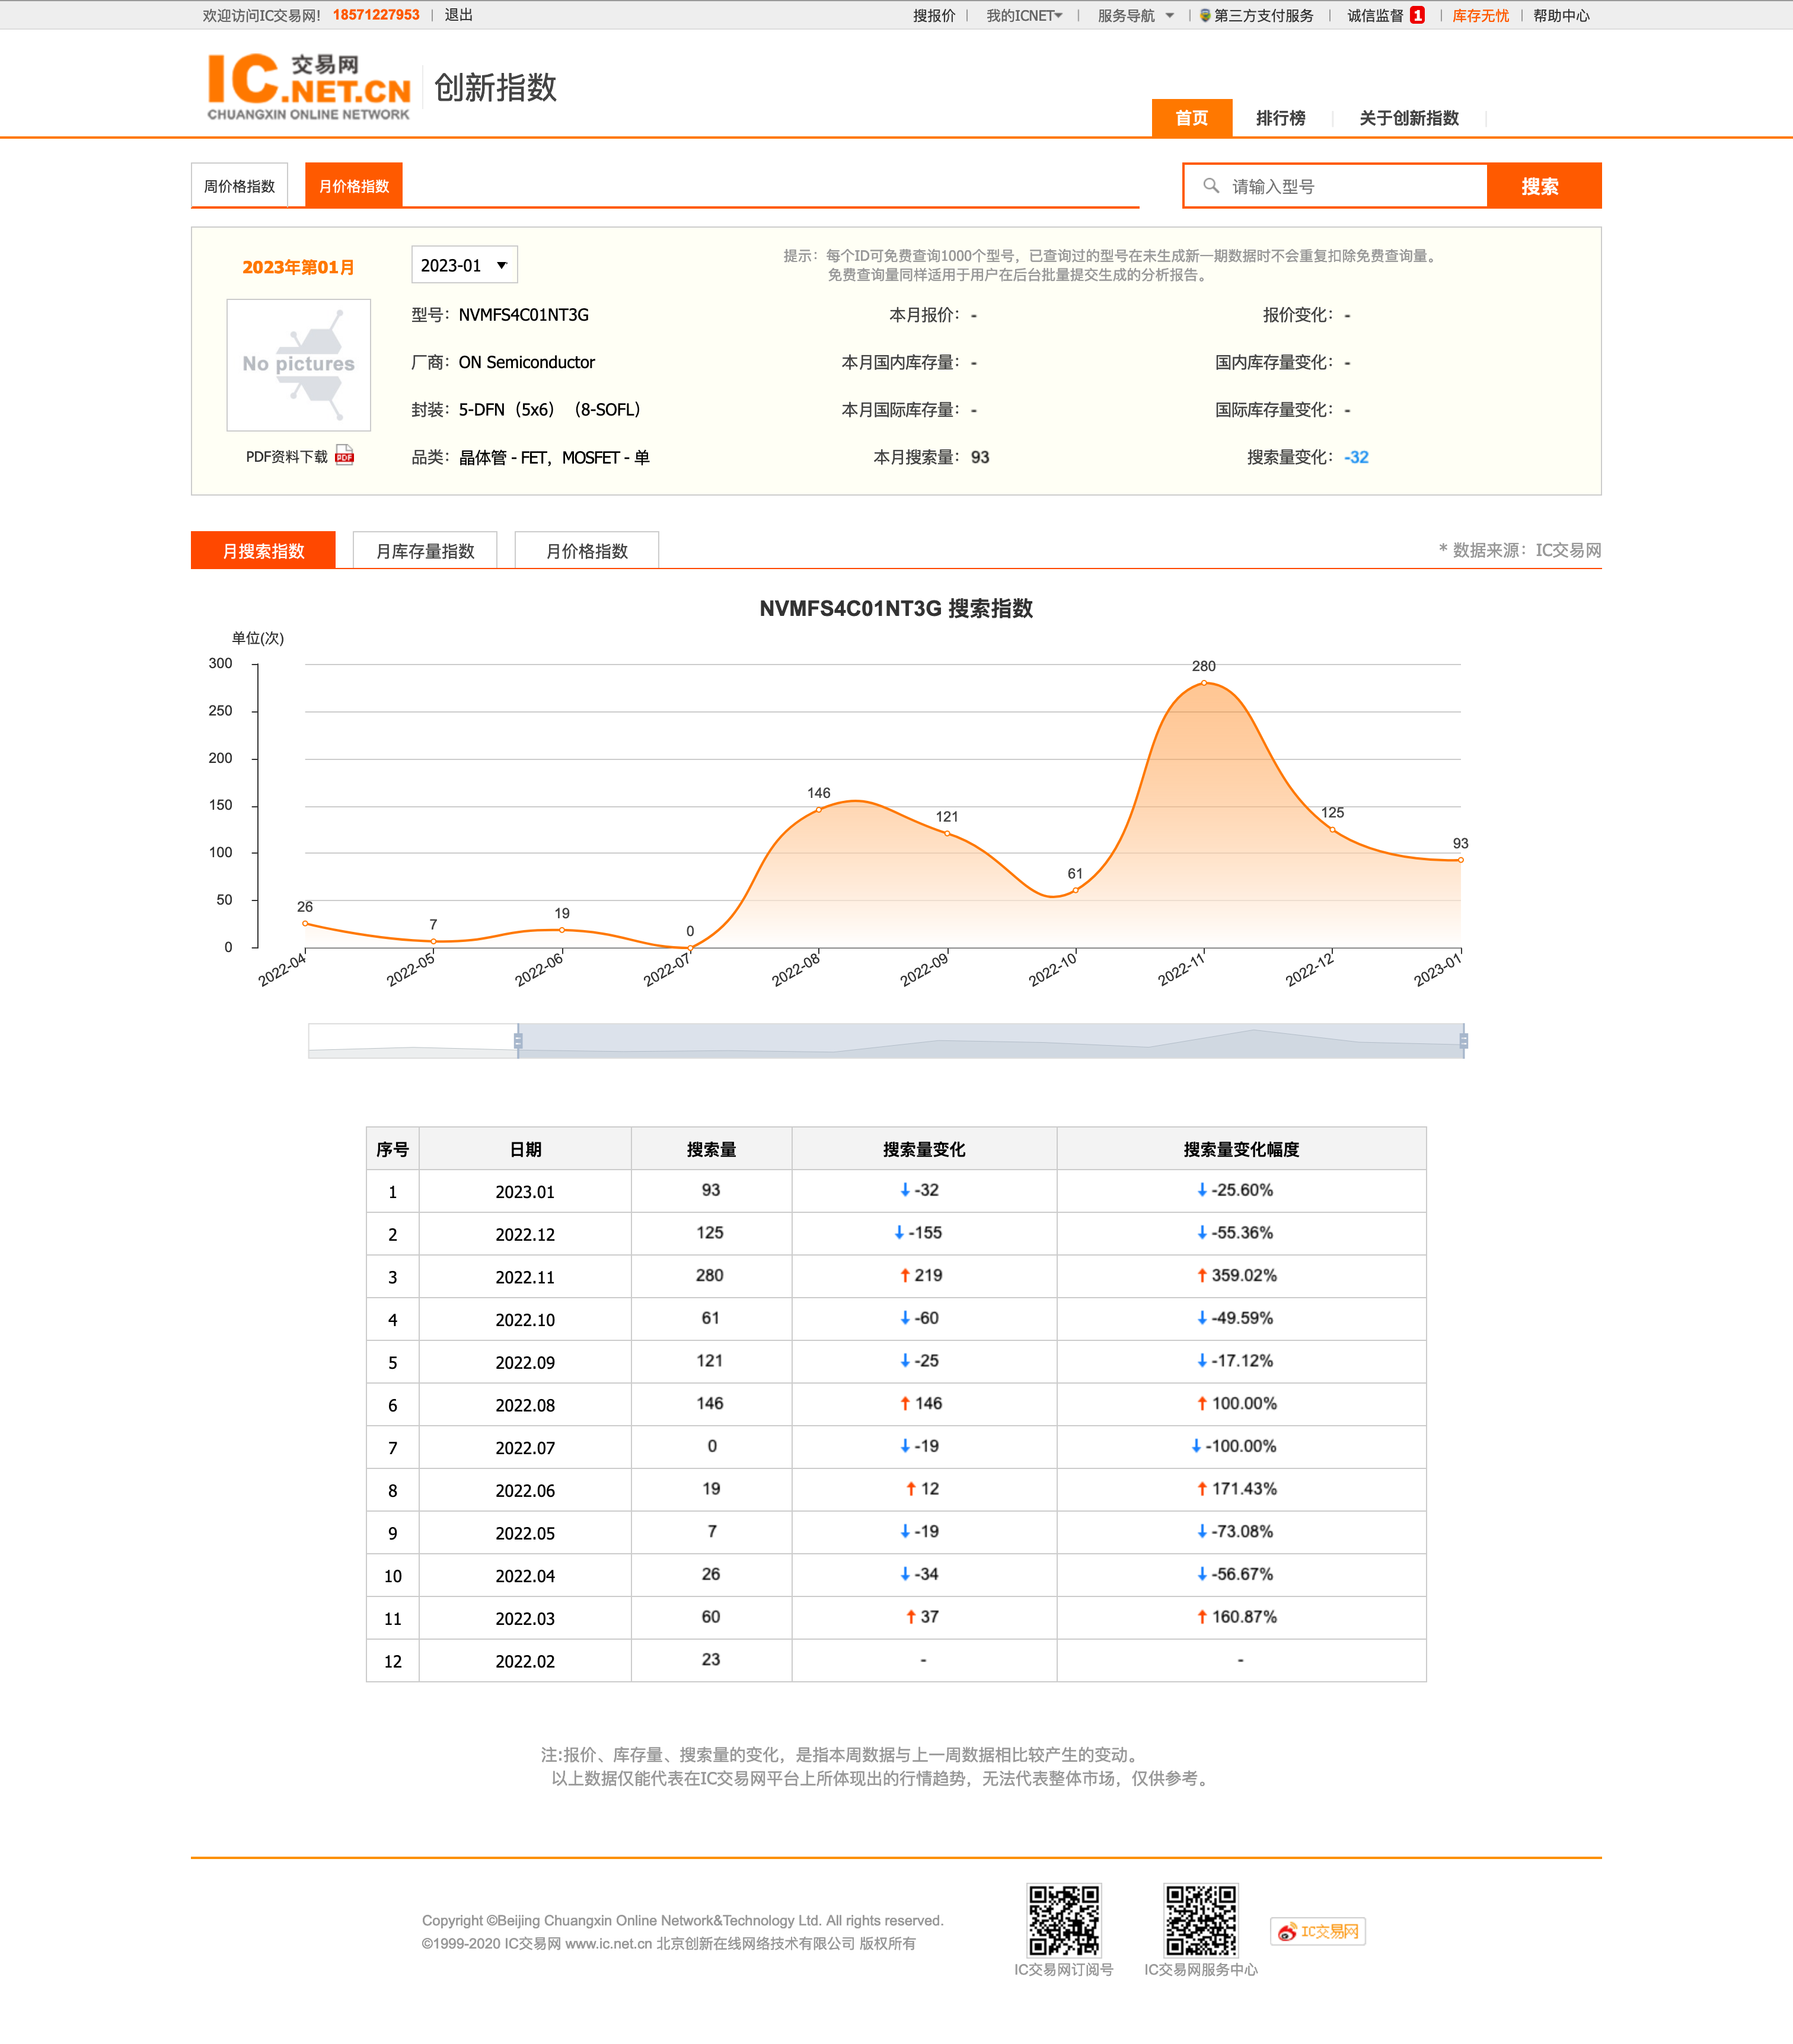 欢迎访问IC交易网! 18571227953 | 退出 搜报价 | 我的ICNET | 服务导航 | 第三方支付服务 | 诚信监督 1 | 库存无忧 | 帮助中心
IC 交易网 .NET.CN
CHUANGXIN ONLINE NETWORK
创新指数
首页 排行榜 关于创新指数
周价格指数 月价格指数 请输入型号 搜索
2023年第01月 2023-01
提示：每个ID可免费查询1000个型号，已查询过的型号在未生成新一期数据时不会重复扣除免费查询量。
免费查询量同样适用于用户在后台批量提交生成的分析报告。
No pictures
PDF资料下载 PDF
型号：NVMFS4C01NT3G 本月报价：- 报价变化：-
厂商：ON Semiconductor 本月国内库存量：- 国内库存量变化：-
封装：5-DFN（5x6）（8-SOFL） 本月国际库存量：- 国际库存量变化：-
品类：晶体管 - FET，MOSFET - 单 本月搜索量：93 搜索量变化：-32
月搜索指数 月库存量指数 月价格指数 * 数据来源：IC交易网
NVMFS4C01NT3G 搜索指数
单位(次)
300
250
200
150
100
50
0
26 7 19 0 146 121 61 280 125 93
2022-04 2022-05 2022-06 2022-07 2022-08 2022-09 2022-10 2022-11 2022-12 2023-01
序号 日期 搜索量 搜索量变化 搜索量变化幅度
1 2023.01 93 ↓-32 ↓-25.60%
2 2022.12 125 ↓-155 ↓-55.36%
3 2022.11 280 ↑219 ↑359.02%
4 2022.10 61 ↓-60 ↓-49.59%
5 2022.09 121 ↓-25 ↓-17.12%
6 2022.08 146 ↑146 ↑100.00%
7 2022.07 0 ↓-19 ↓-100.00%
8 2022.06 19 ↑12 ↑171.43%
9 2022.05 7 ↓-19 ↓-73.08%
10 2022.04 26 ↓-34 ↓-56.67%
11 2022.03 60 ↑37 ↑160.87%
12 2022.02 23 - -
注:报价、库存量、搜索量的变化，是指本周数据与上一周数据相比较产生的变动。
以上数据仅能代表在IC交易网平台上所体现出的行情趋势，无法代表整体市场，仅供参考。
Copyright ©Beijing Chuangxin Online Network&Technology Ltd. All rights reserved.
©1999-2020 IC交易网 www.ic.net.cn 北京创新在线网络技术有限公司 版权所有
IC交易网订阅号 IC交易网服务中心 IC交易网